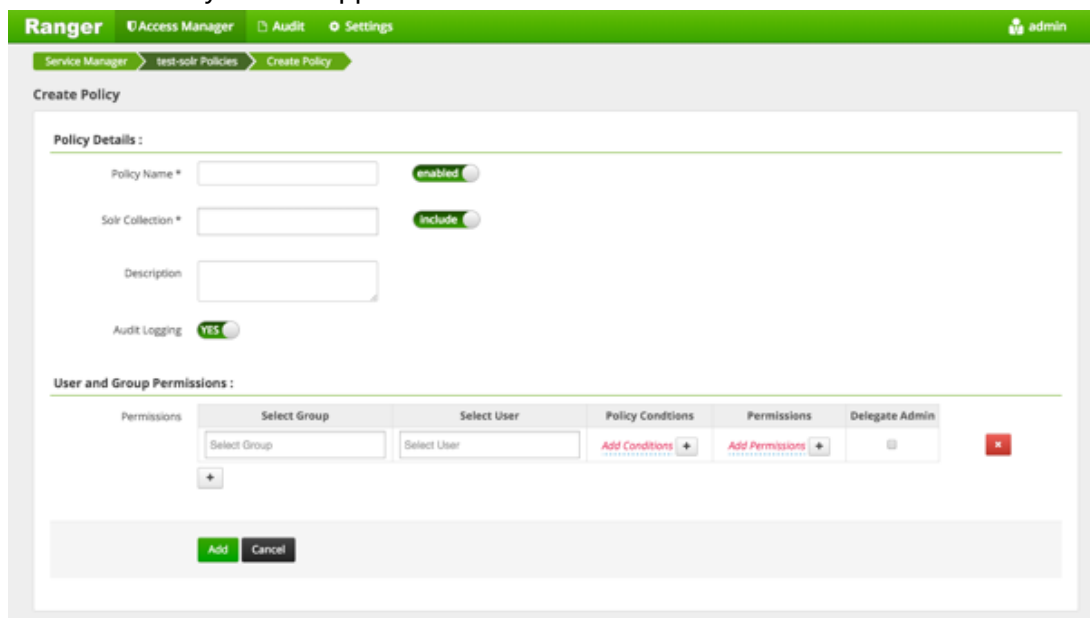 Ranger Access Manager Audit Settings admin
Service Manager test-solr Policies Create Policy
Create Policy
Policy Details :
Policy Name * enabled
Solr Collection * include
Description
Audit Logging YES
User and Group Permissions :
Permissions Select Group Select User Policy Condtions Permissions Delegate Admin
Select Group Select User Add Conditions + Add Permissions +
+
Add Cancel